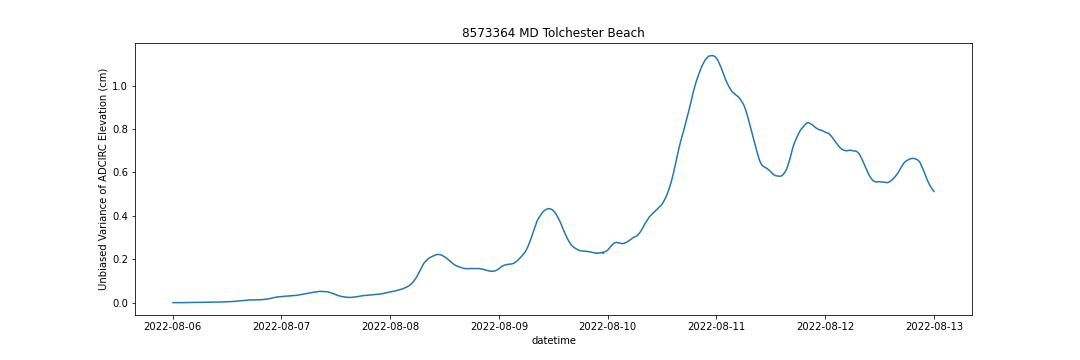 8573364 MD Tolchester Beach
Unbiased Variance of ADCIRC Elevation (cm)
1.0
0.8
0.6
0.4
0.2
0.0
2022-08-06 2022-08-07 2022-08-08 2022-08-09 2022-08-10 2022-08-11 2022-08-12 2022-08-13
datetime